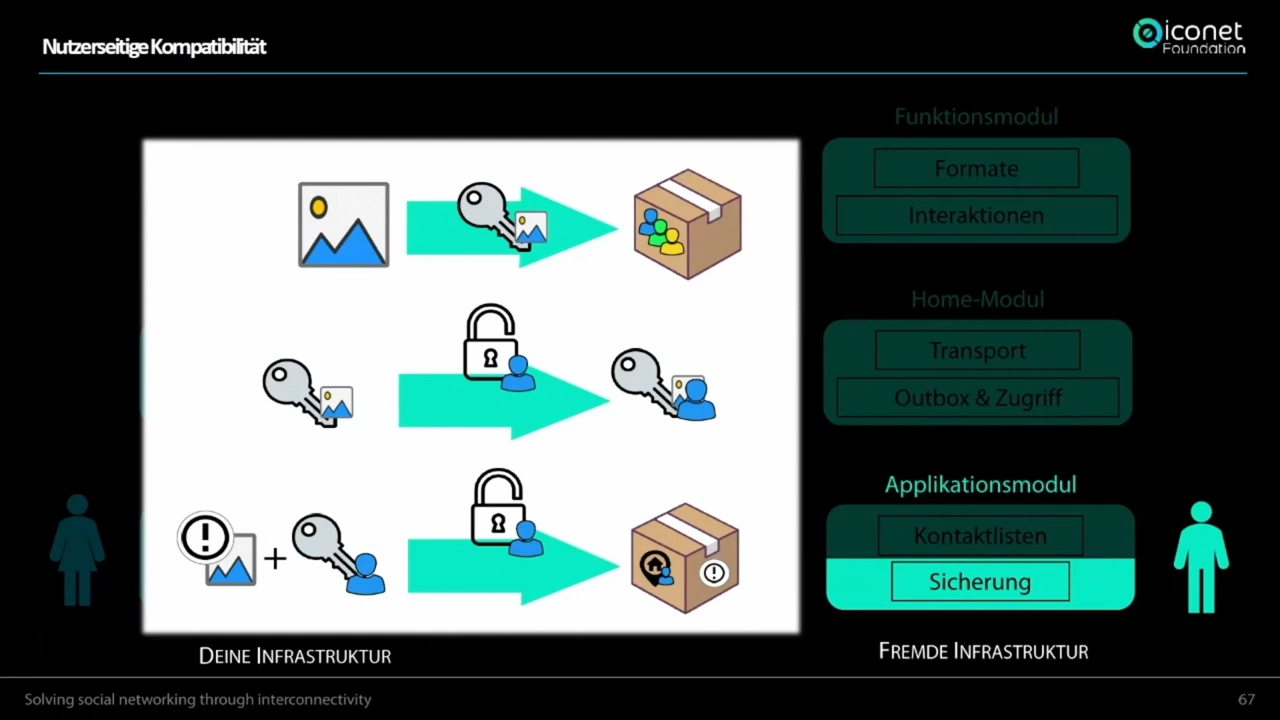 Nutzerseitige Kompatibilität
iconet
Foundation
Funktionsmodul
Formate
Interaktionen
Home-Modul
Transport
Outbox & Zugriff
Applikationsmodul
Kontaktlisten
Sicherung
DEINE INFRASTRUKTUR
FREMDE INFRASTRUKTUR
Solving social networking through interconnectivity
67